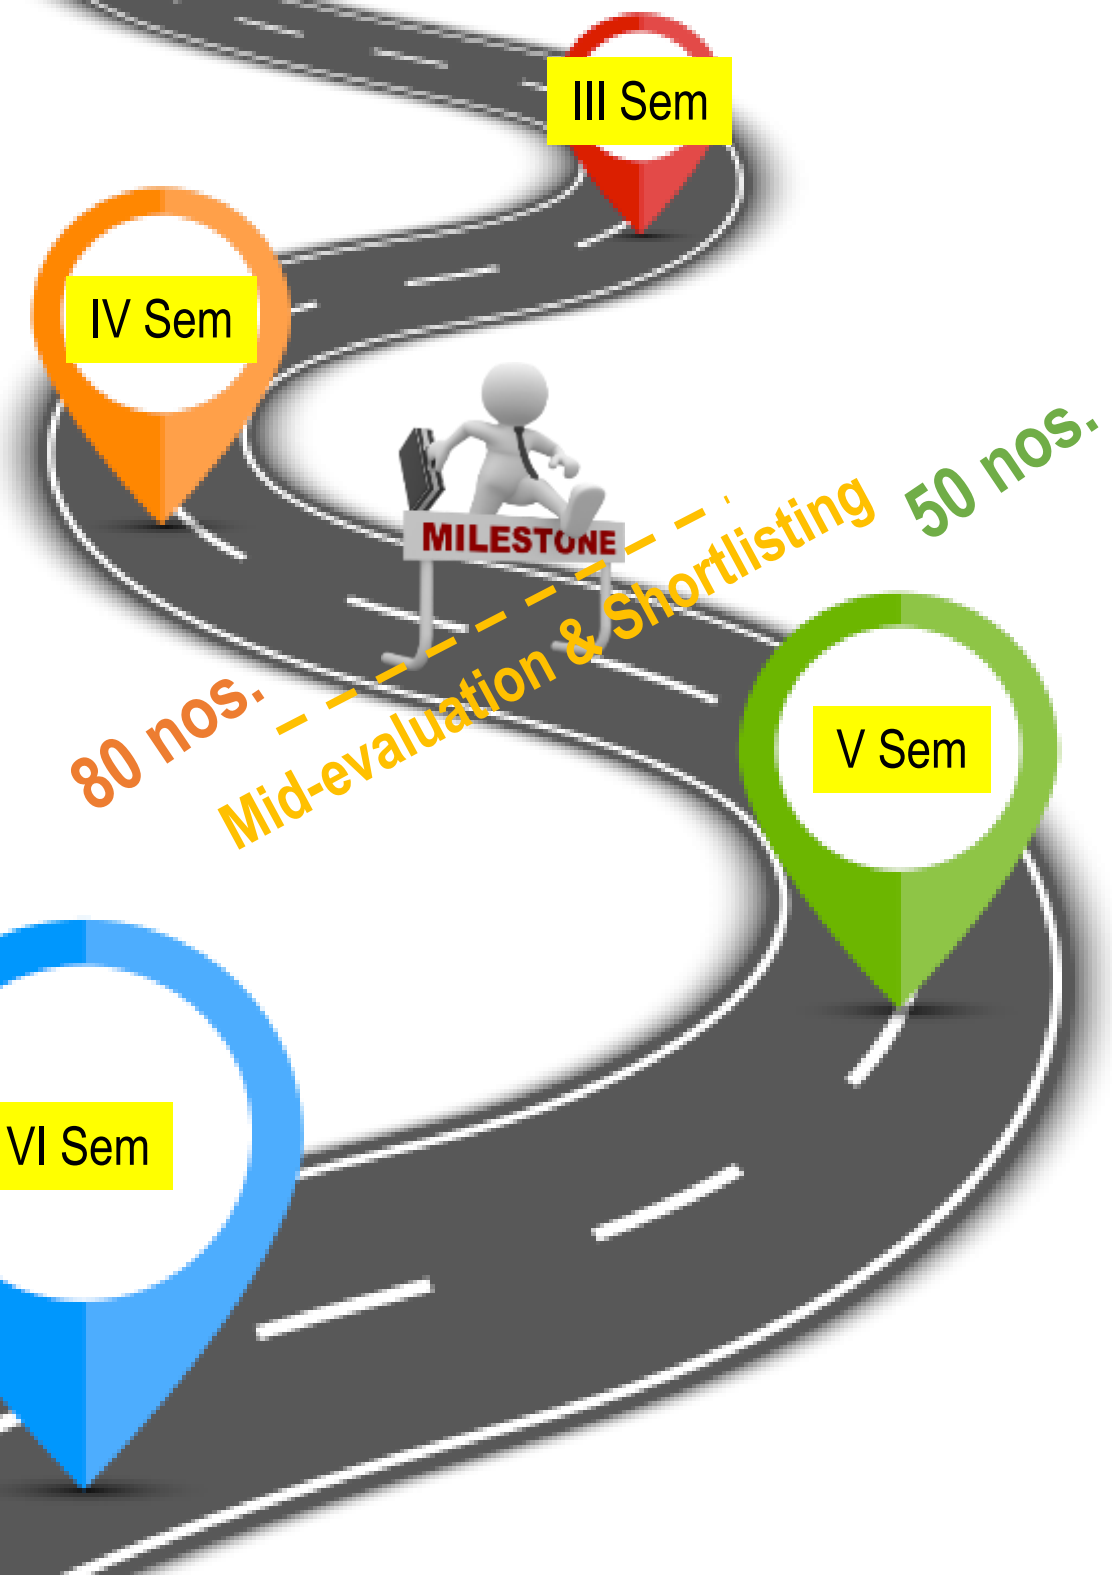 III Sem
IV Sem
MILESTONE
50 nos.
Mid-evaluation & Shortlisting
80 nos.
V Sem
VI Sem